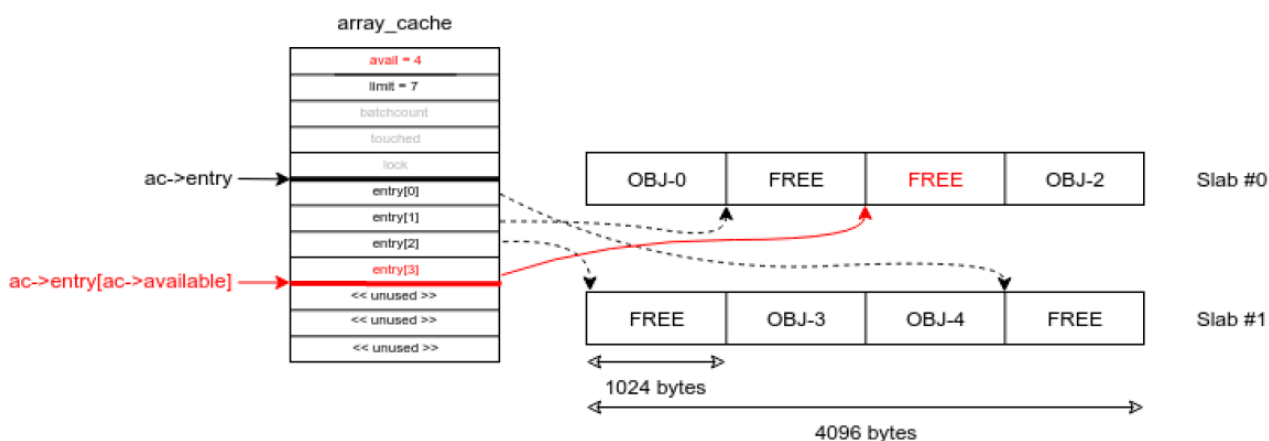 array_cache
avail = 4
limit = 7
batchcount
touched
lock
ac->entry
entry[0]
entry[1]
entry[2]
entry[3]
ac->entry[ac->available]
<< unused >>
<< unused >>
<< unused >>
OBJ-0 FREE FREE OBJ-2 Slab #0
FREE OBJ-3 OBJ-4 FREE Slab #1
1024 bytes
4096 bytes